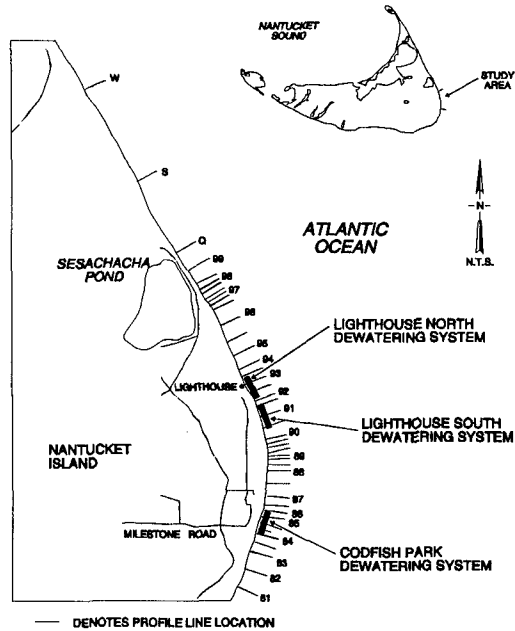 NANTUCKET
SOUND
STUDY
AREA
W
S
N
N.T.S.
Q
ATLANTIC
OCEAN
SESACHACHA
POND
99
98
97
96
95
94
93
92
91
90
89
88
87
86
85
84
83
82
81
LIGHTHOUSE
LIGHTHOUSE NORTH
DEWATERING SYSTEM
LIGHTHOUSE SOUTH
DEWATERING SYSTEM
NANTUCKET
ISLAND
MILESTONE ROAD
CODFISH PARK
DEWATERING SYSTEM
DENOTES PROFILE LINE LOCATION